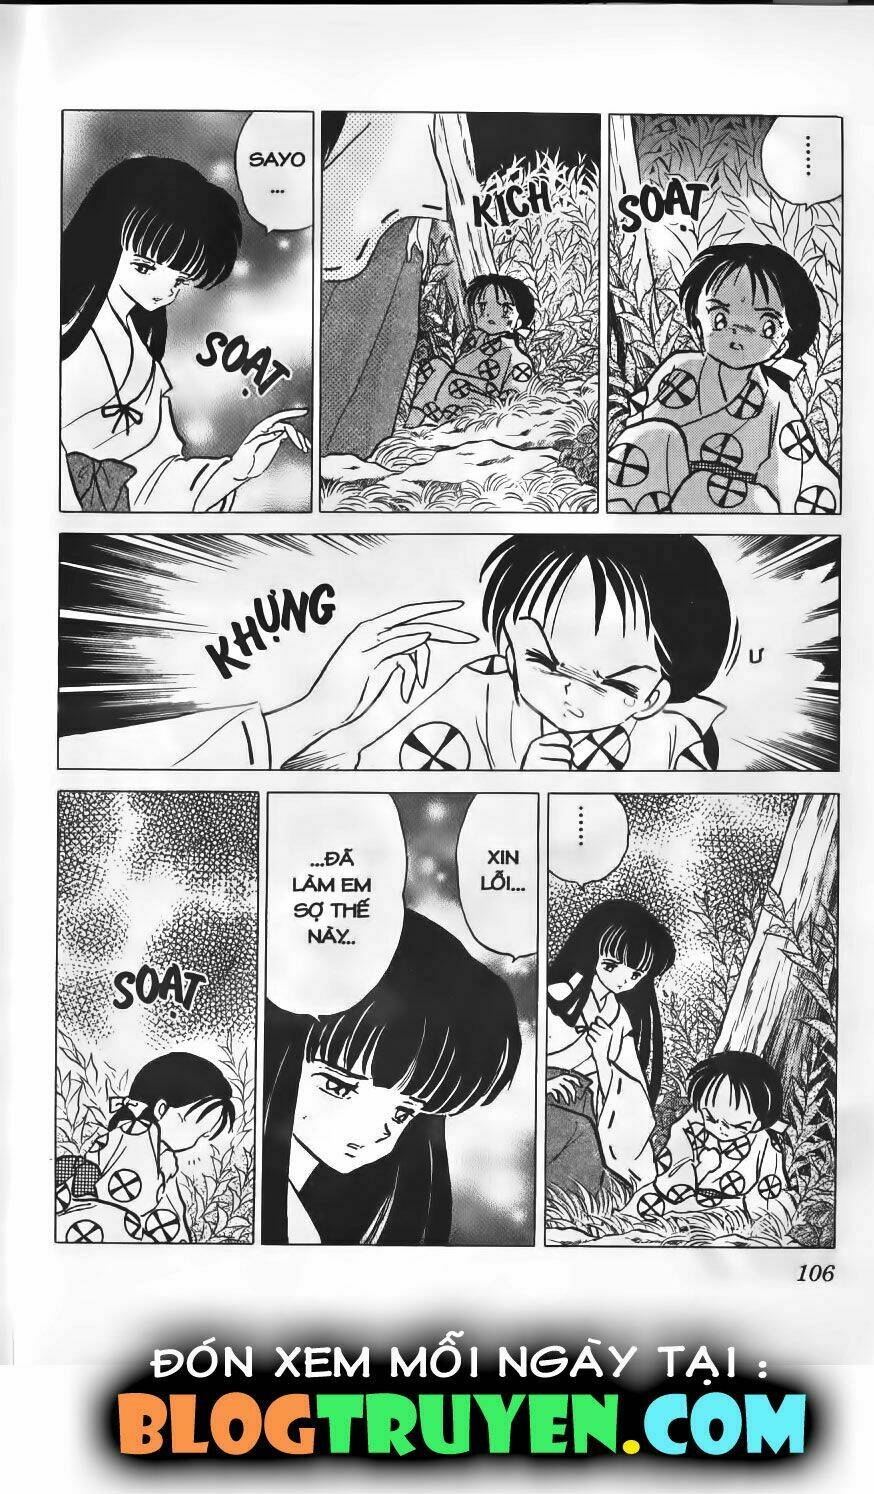 ......
SOẠT
KỊCH
SAYO
...
SOẠT
Ư
KHỰNG
......
XIN
LỖI...
...ĐÃ
LÀM EM
SỢ THẾ
NÀY...
SOẠT
106
ĐÓN XEM MỖI NGÀY TẠI :
BLOGTRUYEN.COM